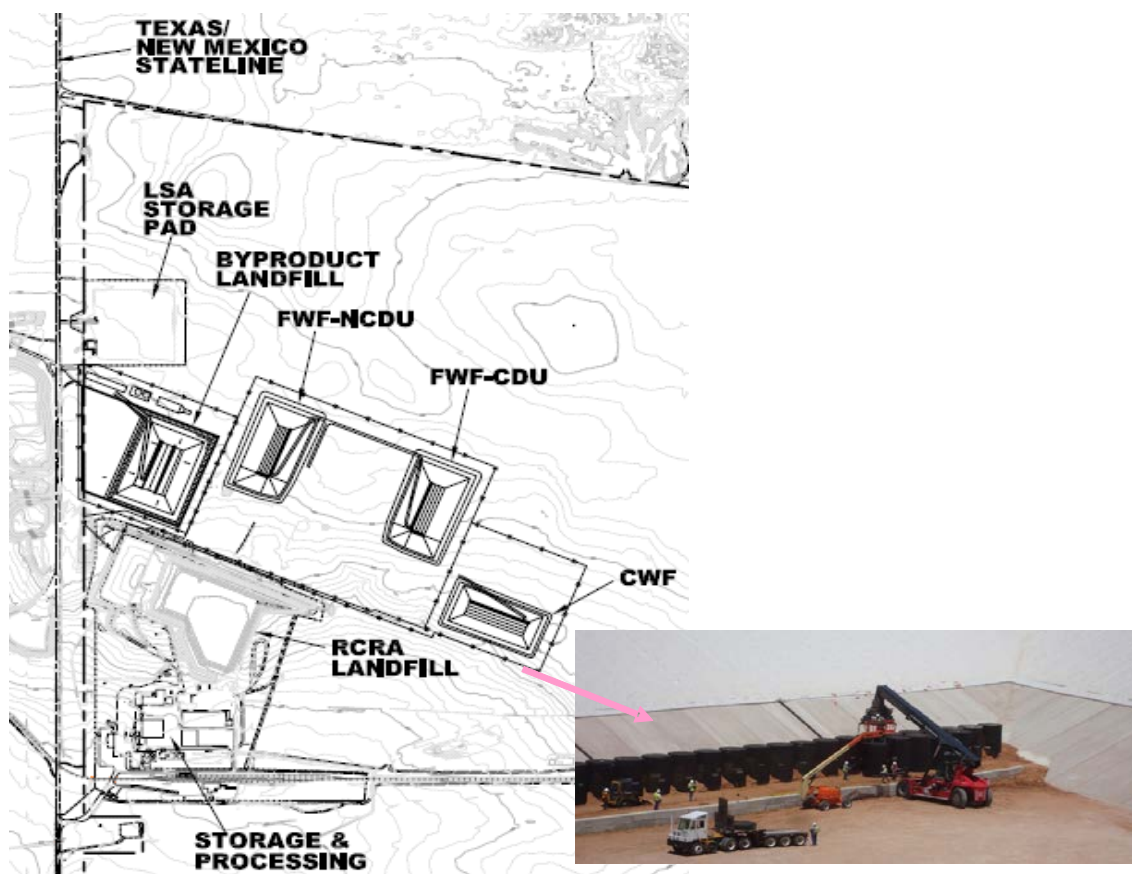 TEXAS/
NEW MEXICO
STATELINE
LSA
STORAGE
PAD
BYPRODUCT
LANDFILL
FWF-NCDU
FWF-CDU
CWF
RCRA
LANDFILL
STORAGE &
PROCESSING